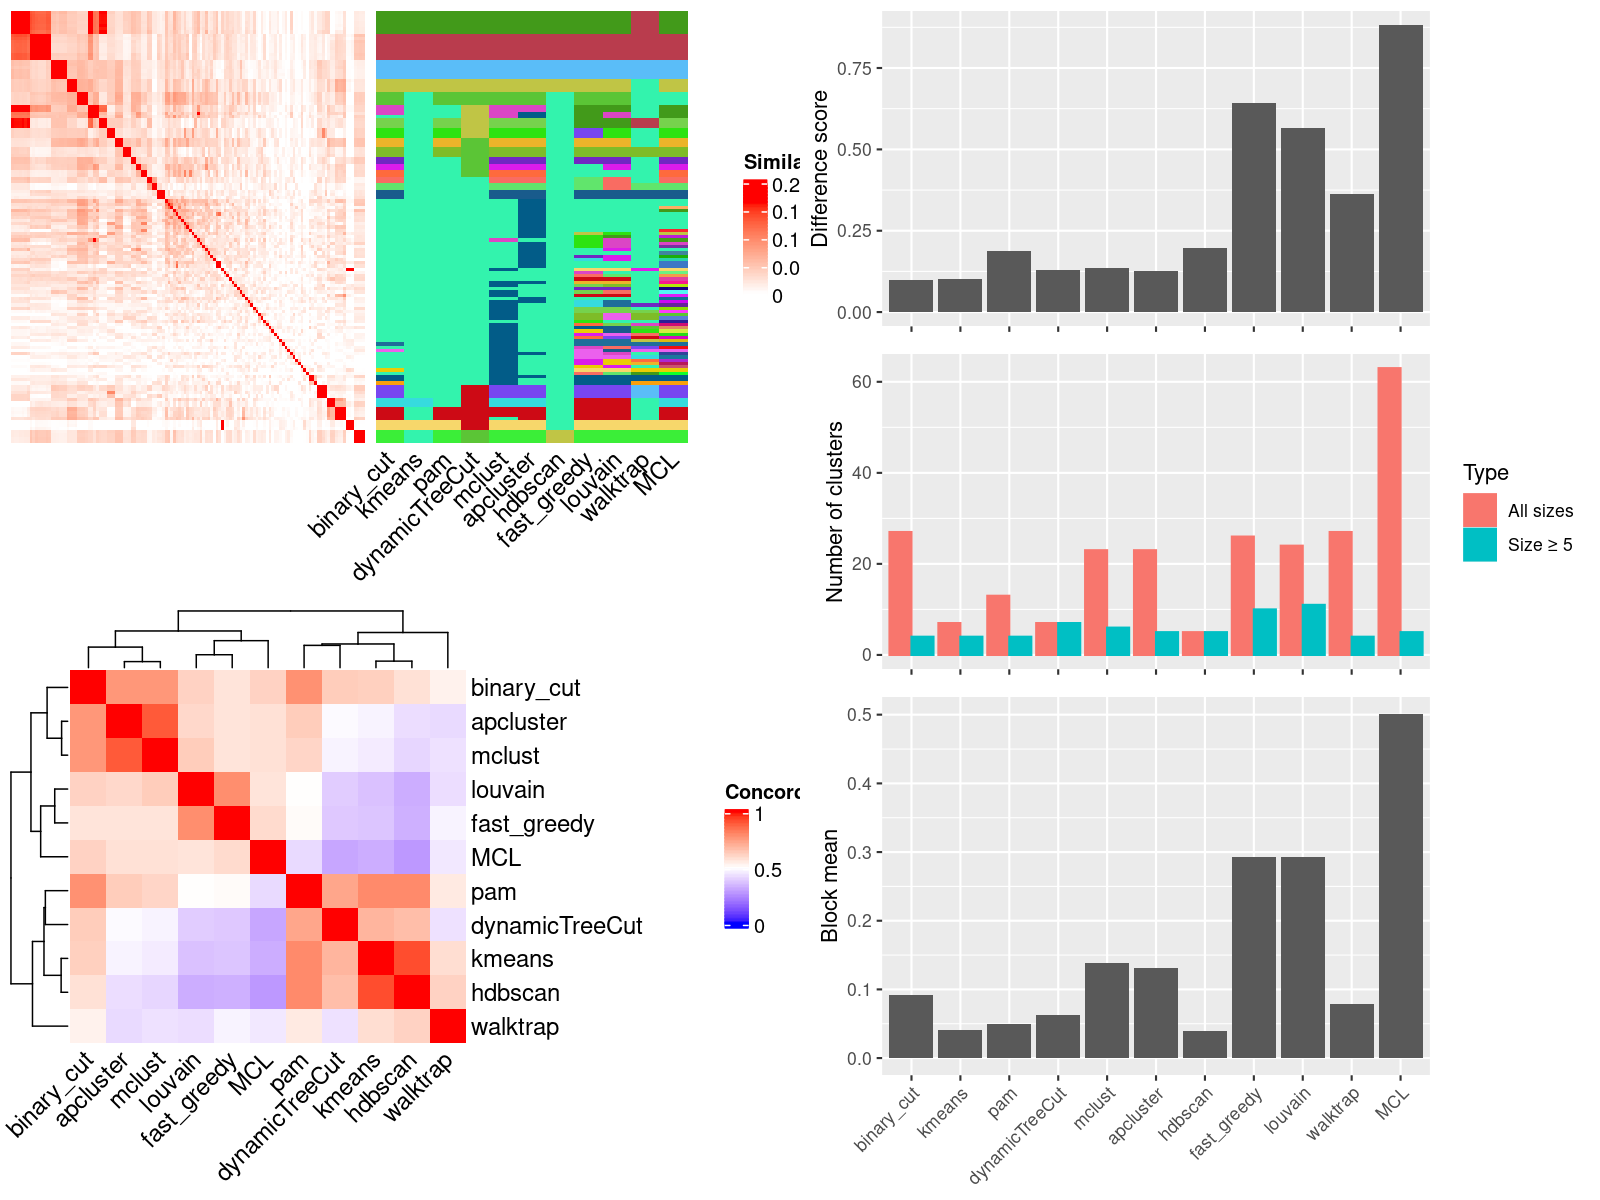 Simila
0.2
0.1
0.1
0.0
0
binary_cut
kmeans
pam
dynamicTreeCut
mclust
apcluster
hdbscan
fast_greedy
louvain
walktrap
MCL
binary_cut
apcluster
mclust
louvain
fast_greedy
MCL
pam
dynamicTreeCut
kmeans
hdbscan
walktrap
binary_cut
apcluster
mclust
louvain
fast_greedy
MCL
pam
dynamicTreeCut
kmeans
hdbscan
walktrap
Concord
1
0.5
0
Difference score
0.75
0.50
0.25
0.00
Number of clusters
60
40
20
0
Type
All sizes
Size ≥ 5
Block mean
0.5
0.4
0.3
0.2
0.1
0.0
binary_cut
kmeans
pam
dynamicTreeCut
mclust
apcluster
hdbscan
fast_greedy
louvain
walktrap
MCL